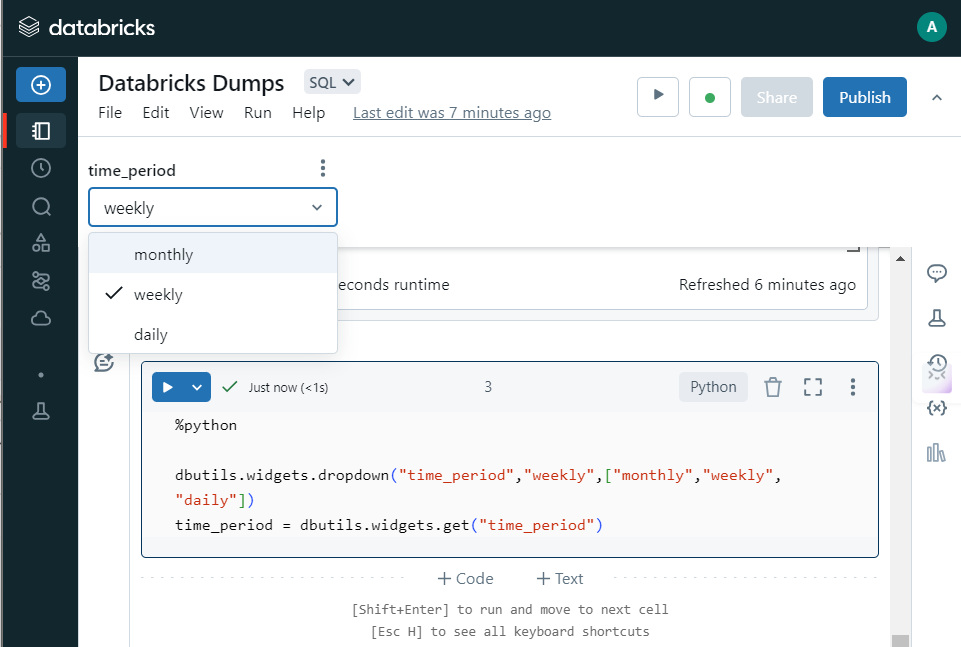 databricks
A
Databricks Dumps
SQL
File Edit View Run Help Last edit was 7 minutes ago
Share
Publish
time_period
weekly
monthly
weekly
daily
econds runtime
Refreshed 6 minutes ago
Just now (<1s)
3
Python
%python
dbutils.widgets.dropdown("time_period","weekly",["monthly","weekly",
"daily"])
time_period = dbutils.widgets.get("time_period")
+ Code + Text
[Shift+Enter] to run and move to next cell
[Esc H] to see all keyboard shortcuts